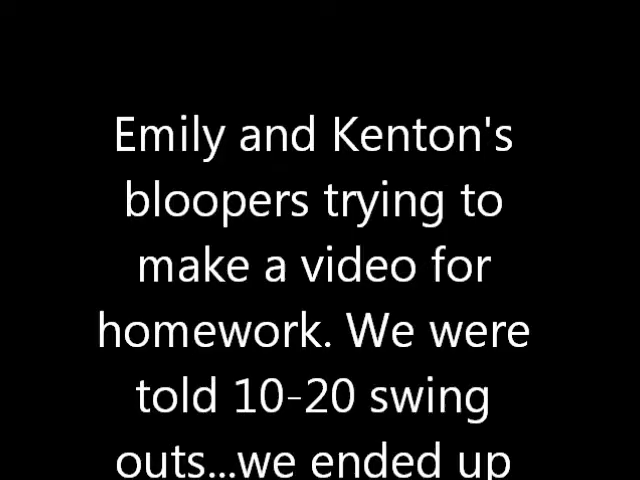 Emily and Kenton's
bloopers trying to
make a video for
homework. We were
told 10-20 swing
outs...we ended up